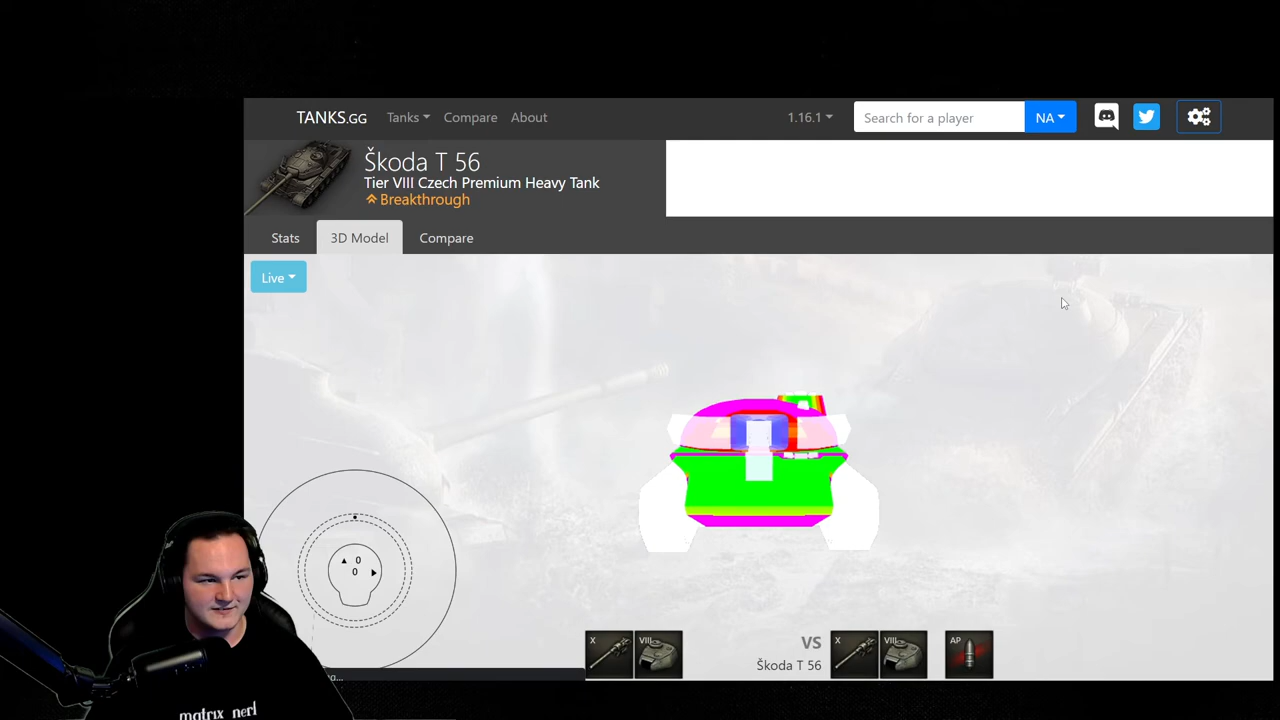 TANKS.GG Tanks Compare About 1.16.1 Search for a player NA
Škoda T 56
Tier VIII Czech Premium Heavy Tank
Breakthrough
Stats 3D Model Compare
Live
0
0
X VIII VS X VIII AP
Škoda T 56
matrix nerl